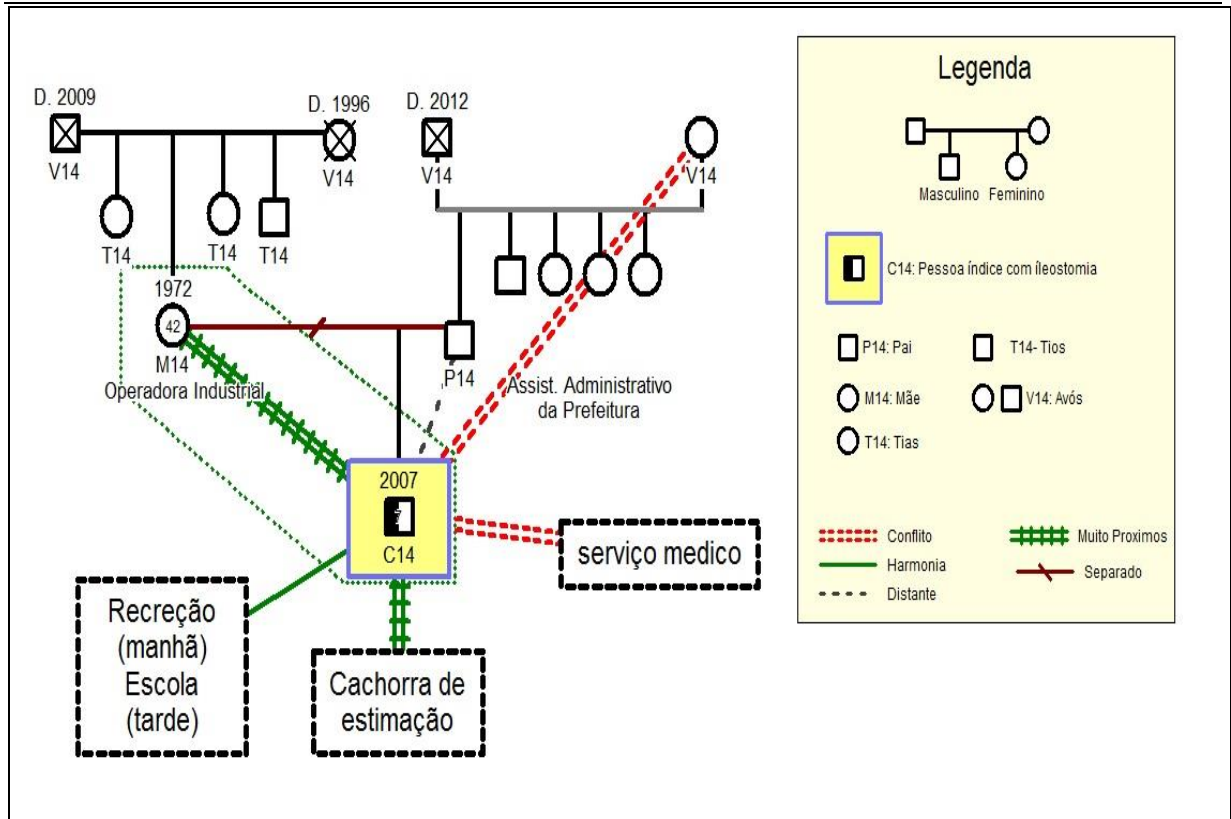 D. 2009
D. 1996
D. 2012
V14
V14
V14
V14
T14
T14
T14
1972
42
M14
Operadora Industrial
P14
Assist. Administrativo
da Prefeitura
2007
7
C14
serviço medico
Recreção
(manhã)
Escola
(tarde)
Cachorra de
estimação
Legenda
Masculino Feminino
C14: Pessoa índice com íleostomia
P14: Pai
T14- Tios
M14: Mãe
V14: Avós
T14: Tias
Conflito
Muito Proximos
Harmonia
Separado
Distante